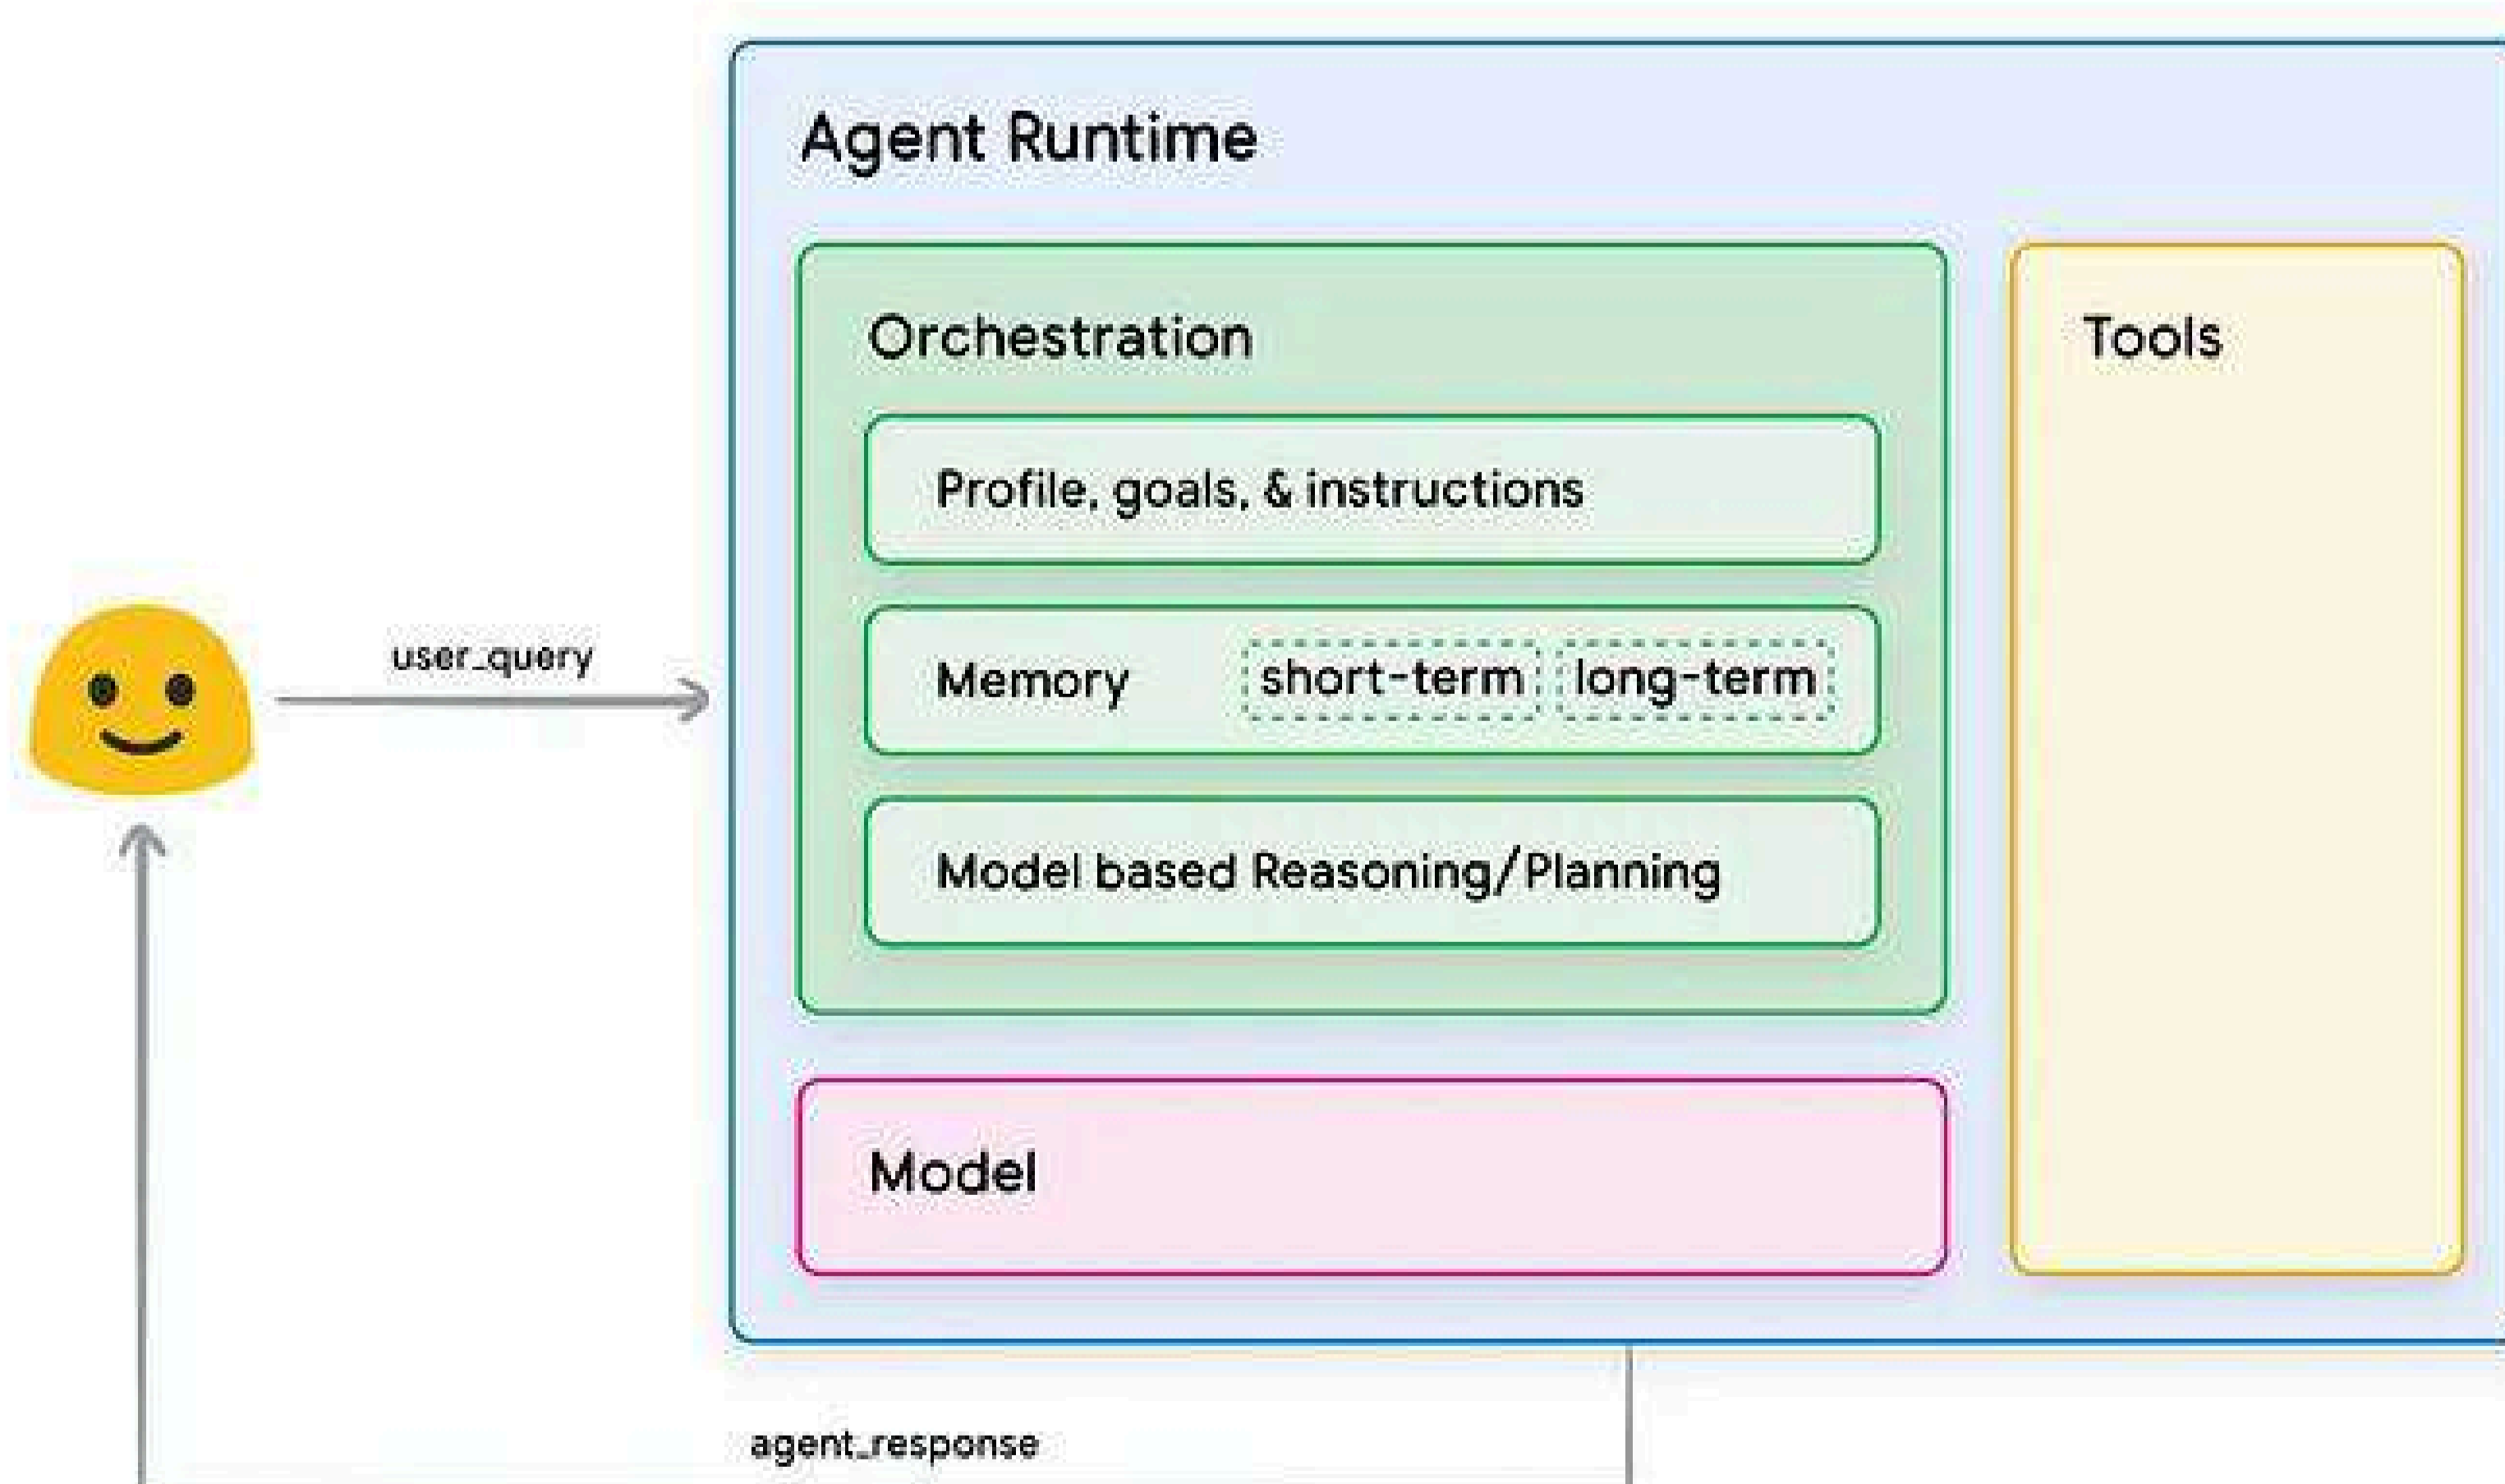 Agent Runtime
Orchestration
Tools
Profile, goals, & instructions
user_query
Memory short-term long-term
Model based Reasoning/Planning
Model
agent_response